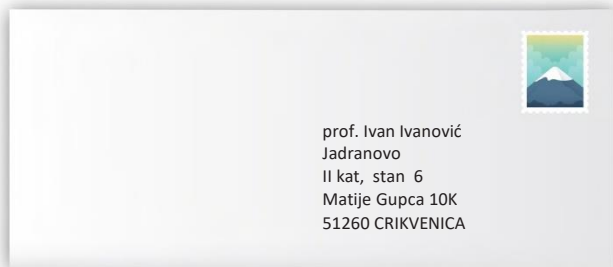 prof. Ivan Ivanović
Jadranovo
II kat, stan 6
Matije Gupca 10K
51260 CRIKVENICA